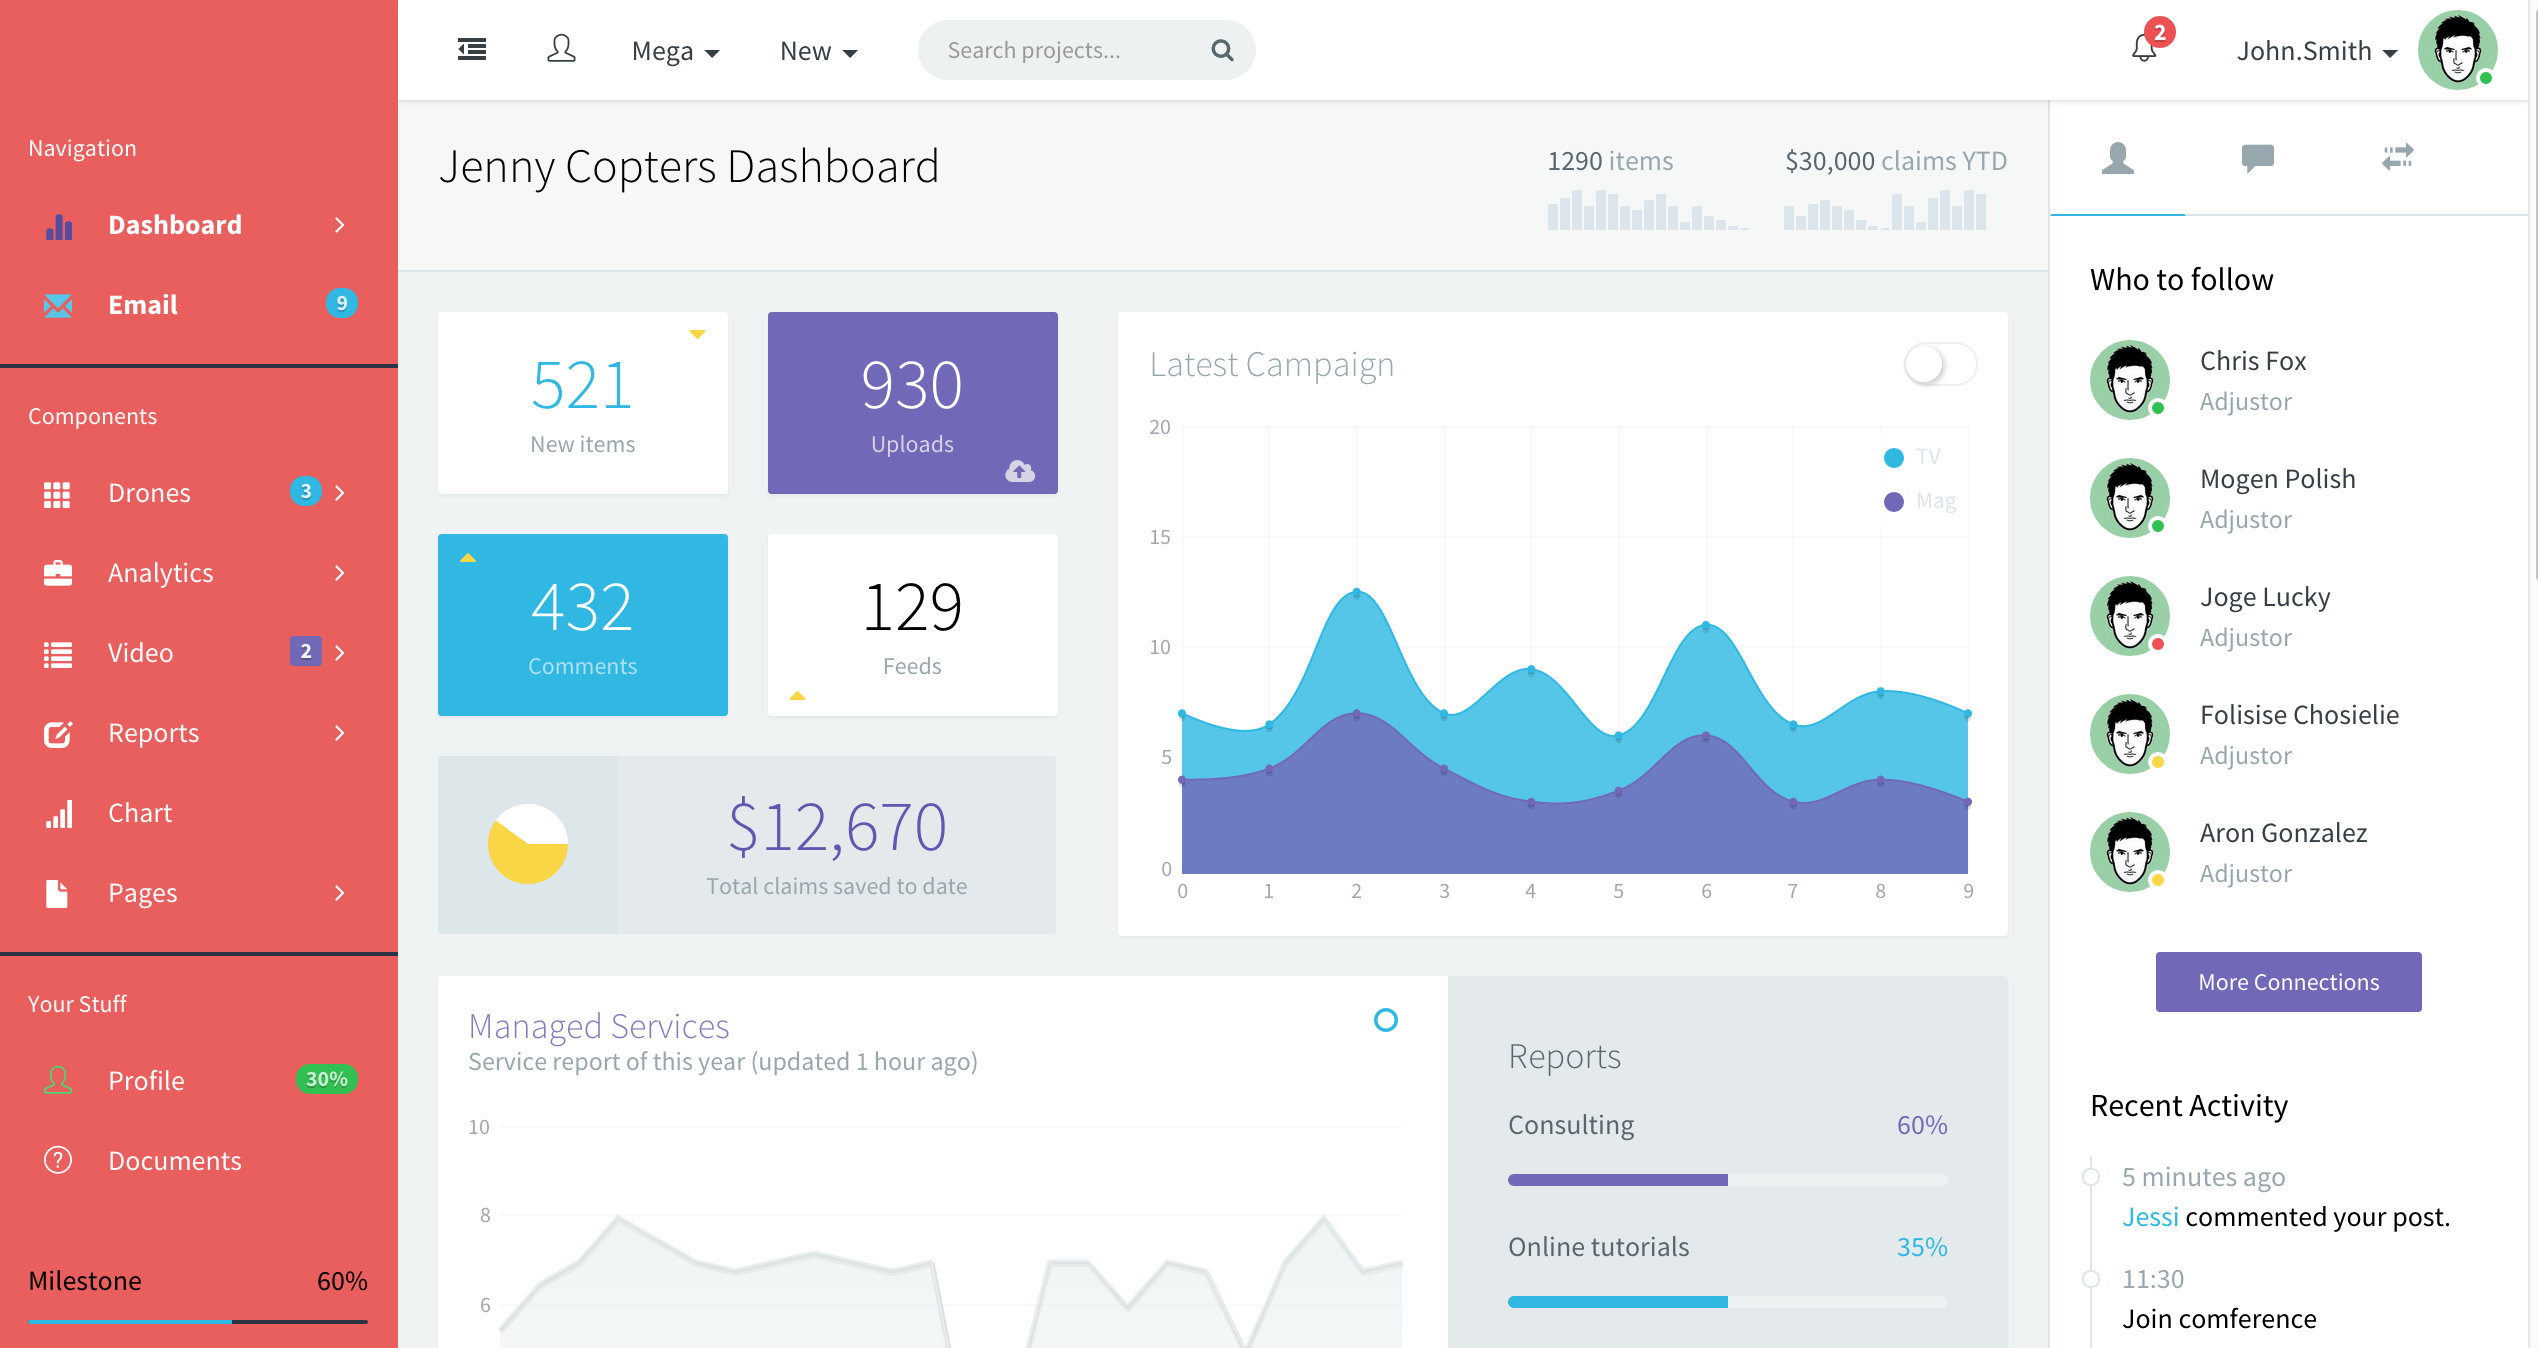 Mega
New
Search projects...
2
John.Smith
Navigation
Dashboard
Email
9
Components
Drones
3
Analytics
Video
2
Reports
Chart
Pages
Your Stuff
Profile
30%
Documents
Milestone
60%
Jenny Copters Dashboard
1290 items
$30,000 claims YTD
521
New items
930
Uploads
432
Comments
129
Feeds
$12,670
Total claims saved to date
Latest Campaign
TV
Mag
20
15
10
5
0
0 1 2 3 4 5 6 7 8 9
Managed Services
Service report of this year (updated 1 hour ago)
10
8
6
Reports
Consulting
60%
Online tutorials
35%
Who to follow
Chris Fox
Adjustor
Mogen Polish
Adjustor
Joge Lucky
Adjustor
Folisise Chosielie
Adjustor
Aron Gonzalez
Adjustor
More Connections
Recent Activity
5 minutes ago
Jessi commented your post.
11:30
Join comference